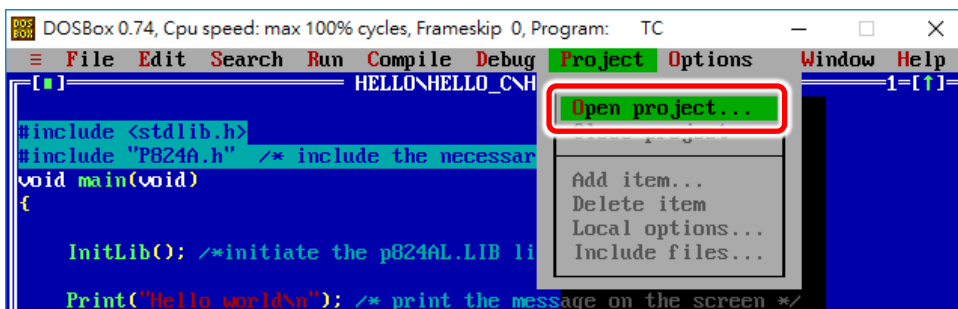 DOSBox 0.74, Cpu speed: max 100% cycles, Frameskip 0, Program: TC
≡ File Edit Search Run Compile Debug Project Options Window Help
HELLO\HELLO_C\H 1=[↑]
Open project...
#include <stdlib.h>
#include "P824A.h" /* include the necessar
void main(void)
Add item...
{
Delete item
Local options...
InitLib(); /*initiate the p824AL.LIB li
Include files...
Print("Hello world\n"); /* print the message on the screen */